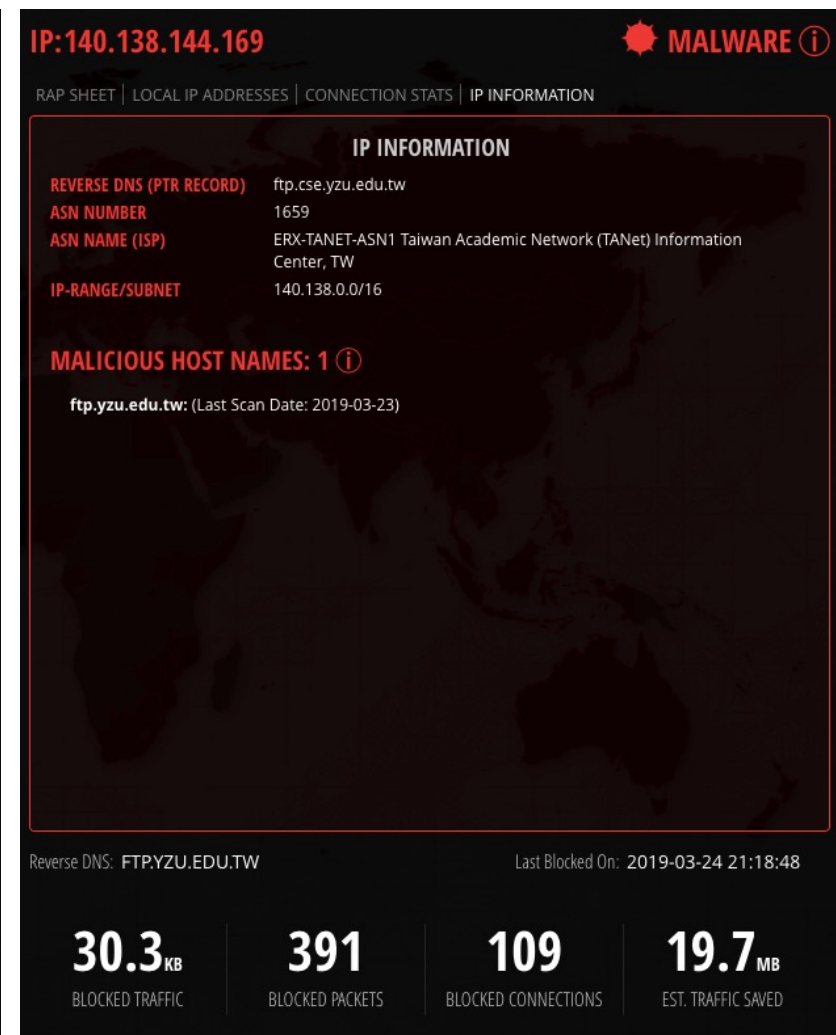 IP:140.138.144.169 MALWARE i
RAP SHEET | LOCAL IP ADDRESSES | CONNECTION STATS | IP INFORMATION
IP INFORMATION
REVERSE DNS (PTR RECORD) ftp.cse.yzu.edu.tw
ASN NUMBER 1659
ASN NAME (ISP) ERX-TANET-ASN1 Taiwan Academic Network (TANet) Information
Center, TW
IP-RANGE/SUBNET 140.138.0.0/16
MALICIOUS HOST NAMES: 1 i
ftp.yzu.edu.tw: (Last Scan Date: 2019-03-23)
Reverse DNS: FTP.YZU.EDU.TW Last Blocked On: 2019-03-24 21:18:48
30.3 KB 391 109 19.7 MB
BLOCKED TRAFFIC BLOCKED PACKETS BLOCKED CONNECTIONS EST. TRAFFIC SAVED